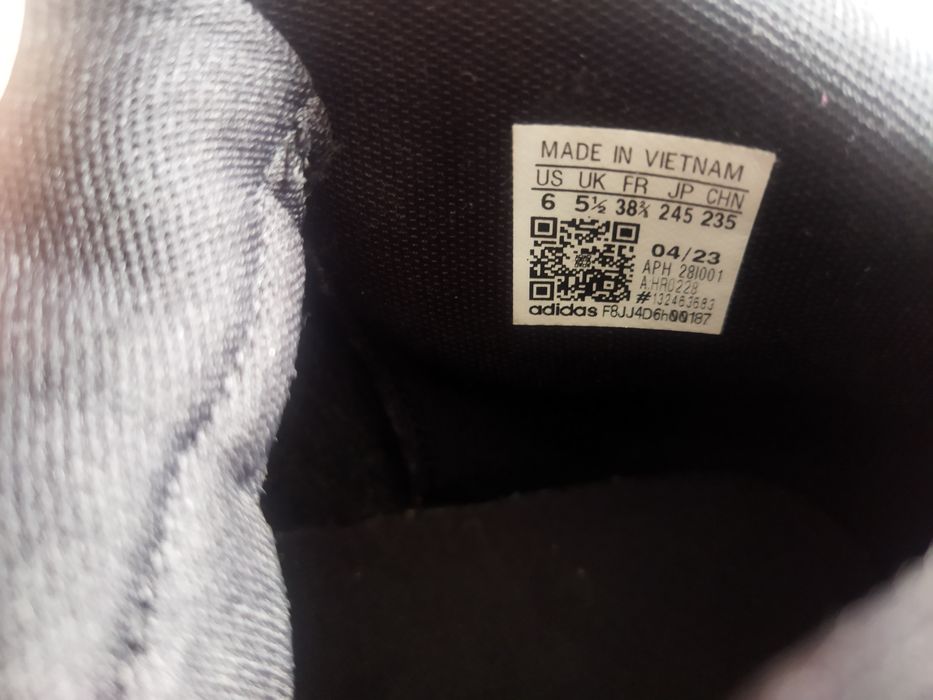 MADE IN VIETNAM
US UK FR JP CHN
6 5½ 38⅔ 245 235
04/23
APH 28I001
A.HR0228
#132463683
adidas F8JJ4D6h00187